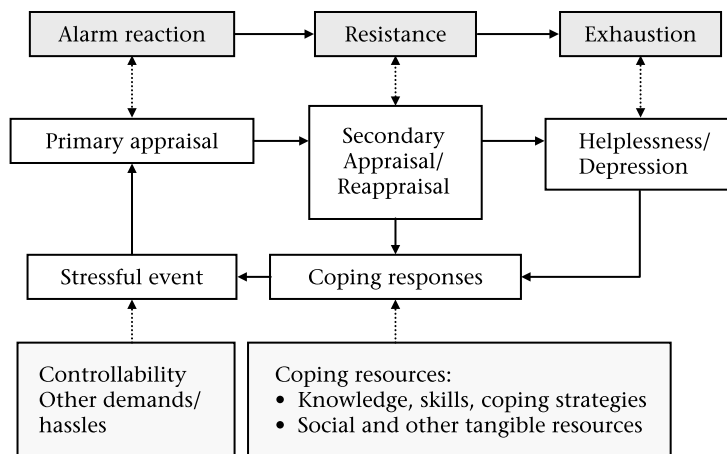 Alarm reaction
Resistance
Exhaustion
Primary appraisal
Secondary
Appraisal/
Reappraisal
Helplessness/
Depression
Stressful event
Coping responses
Controllability
Other demands/
hassles
Coping resources:
• Knowledge, skills, coping strategies
• Social and other tangible resources